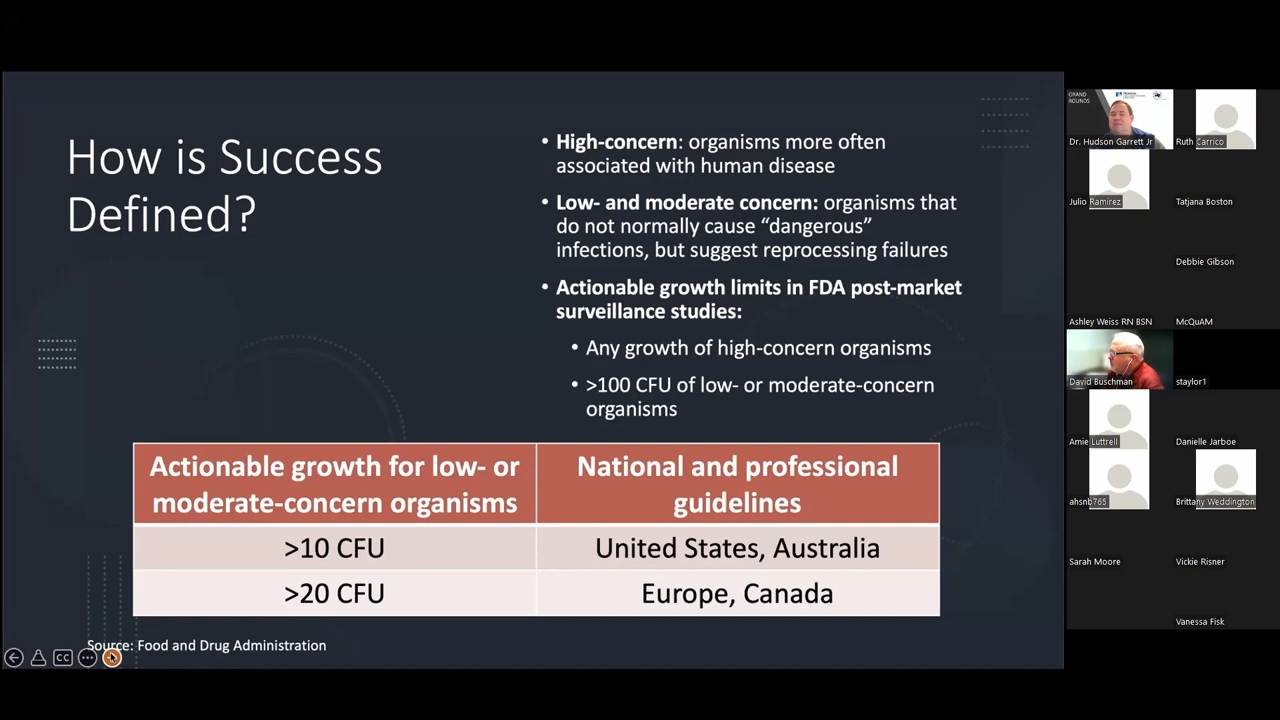 How is Success
Defined?
• High-concern: organisms more often
associated with human disease
• Low- and moderate concern: organisms that
do not normally cause “dangerous”
infections, but suggest reprocessing failures
• Actionable growth limits in FDA post-market
surveillance studies:
• Any growth of high-concern organisms
• >100 CFU of low- or moderate-concern
organisms
Actionable growth for low- or
moderate-concern organisms
National and professional
guidelines
>10 CFU
United States, Australia
>20 CFU
Europe, Canada
Source: Food and Drug Administration
CC
GRAND
ROUNDS
Dr. Hudson Garrett Jr
Ruth Carrico
Julio Ramirez
Tatjana Boston
Debbie Gibson
Ashley Weiss RN BSN
McQuAM
David Buschman
staylor1
Amie Luttrell
Danielle Jarboe
ahsnb765
Brittany Weddington
Sarah Moore
Vickie Risner
Vanessa Fisk